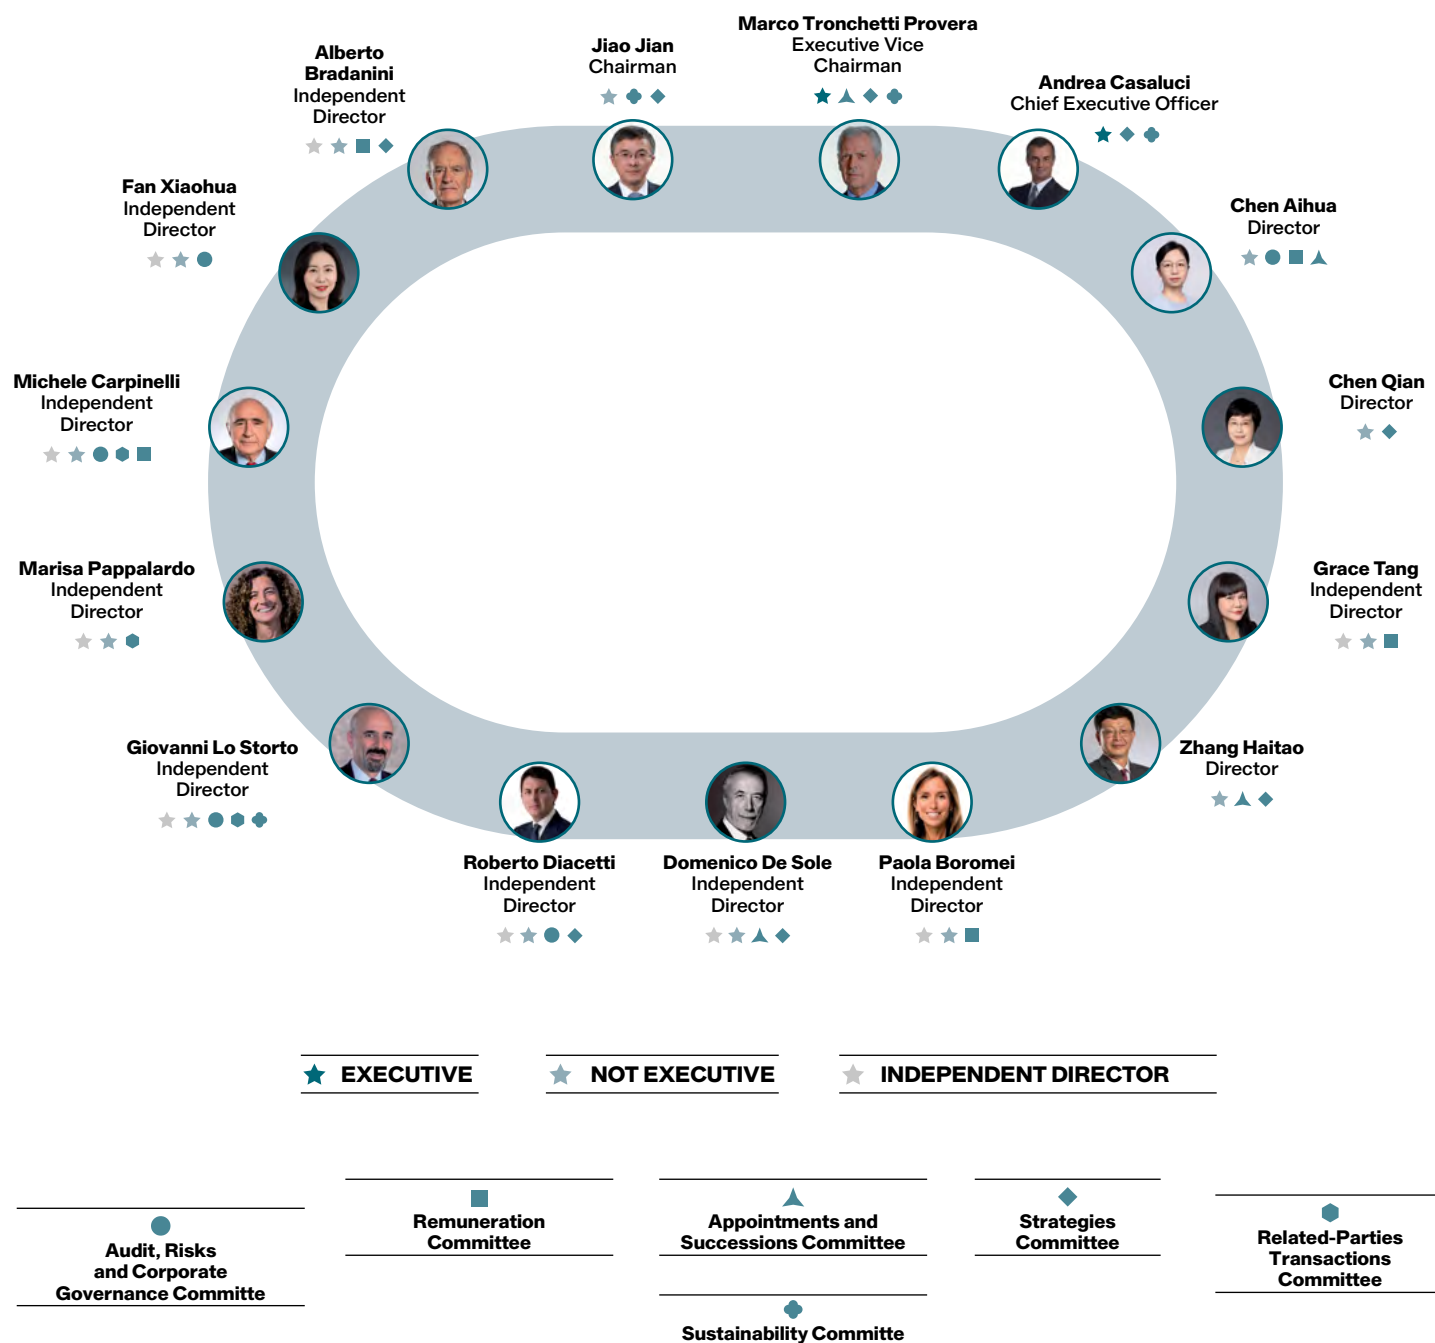 Marco Tronchetti Provera
Executive Vice
Chairman
Jiao Jian
Chairman
Alberto
Bradanini
Independent
Director
Andrea Casaluci
Chief Executive Officer
Fan Xiaohua
Independent
Director
Chen Aihua
Director
Michele Carpinelli
Independent
Director
Chen Qian
Director
Marisa Pappalardo
Independent
Director
Grace Tang
Independent
Director
Giovanni Lo Storto
Independent
Director
Zhang Haitao
Director
Roberto Diacetti
Independent
Director
Domenico De Sole
Independent
Director
Paola Boromei
Independent
Director
EXECUTIVE
NOT EXECUTIVE
INDEPENDENT DIRECTOR
Audit, Risks
and Corporate
Governance Committe
Remuneration
Committee
Appointments and
Successions Committee
Strategies
Committee
Related-Parties
Transactions
Committee
Sustainability Committe